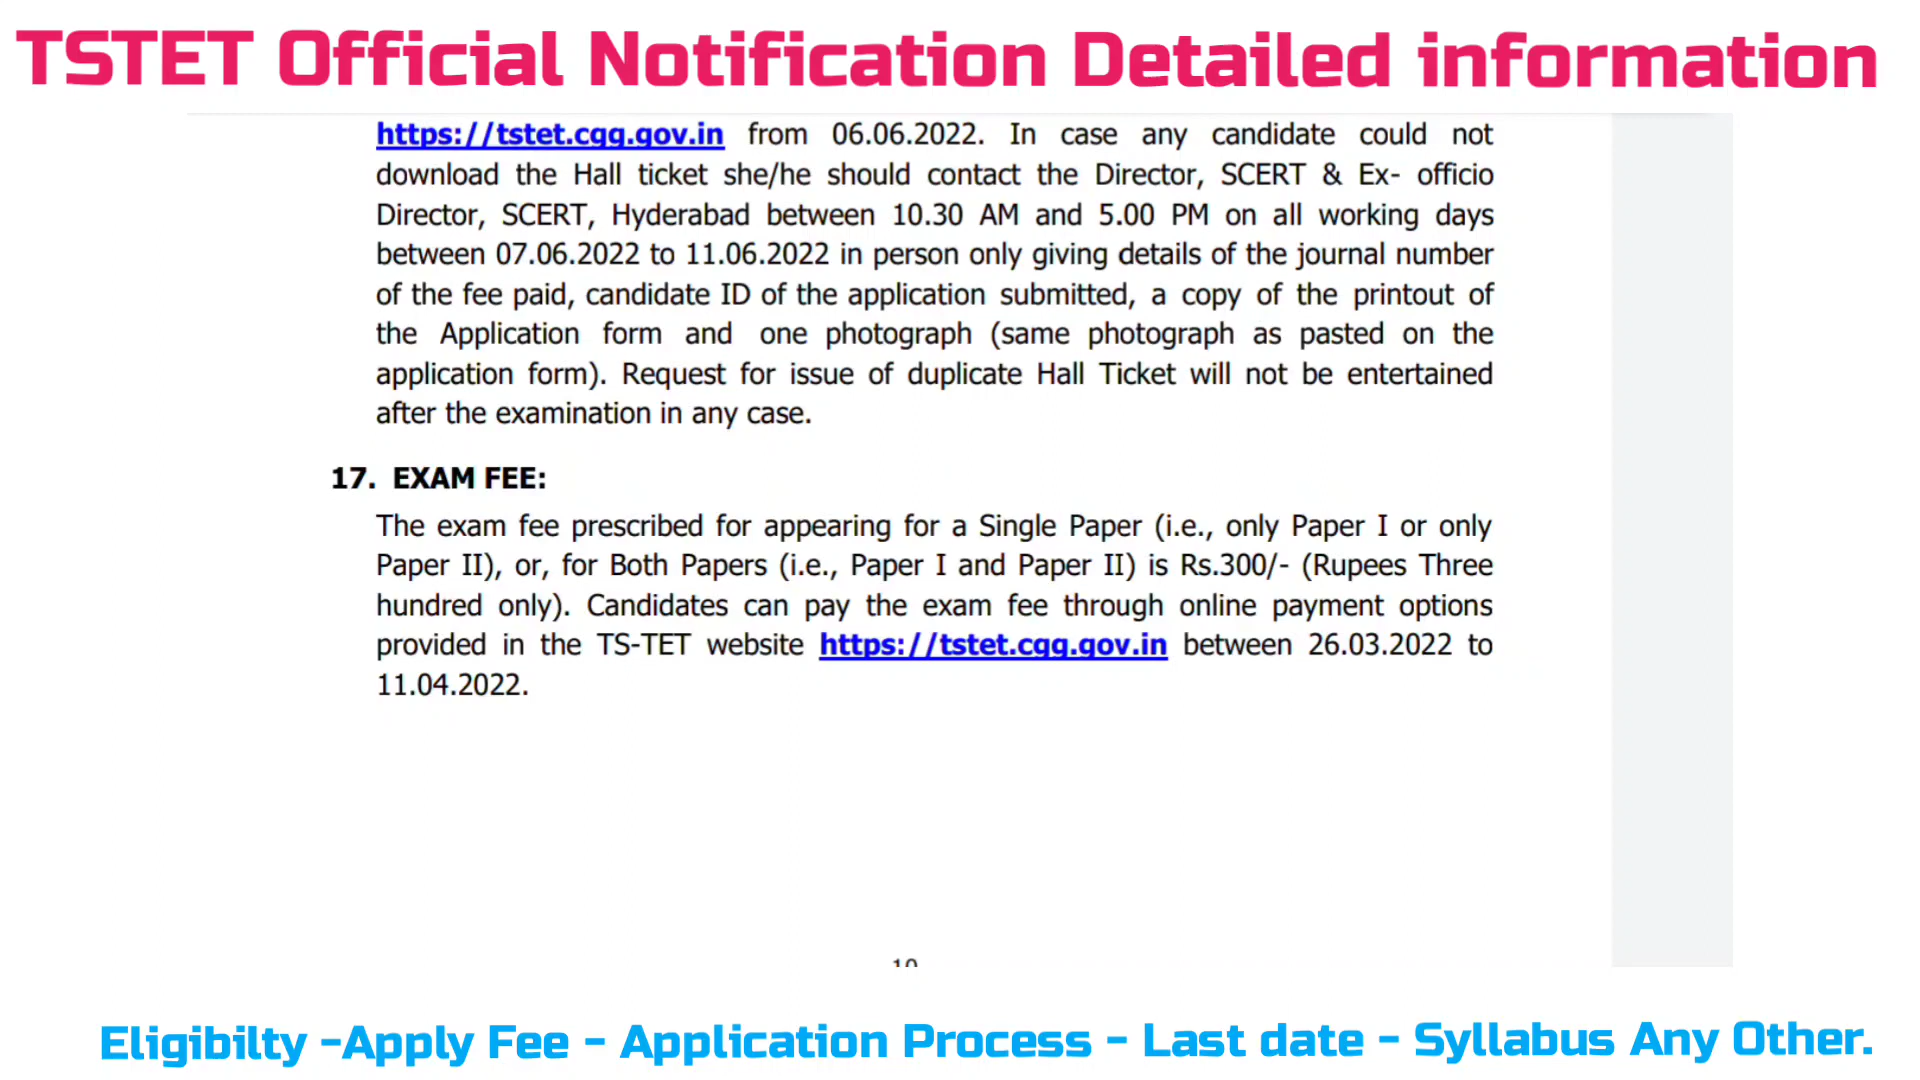 TSTET Official Notification Detailed information
https://tstet.cgg.gov.in from 06.06.2022. In case any candidate could not
download the Hall ticket she/he should contact the Director, SCERT & Ex- officio
Director, SCERT, Hyderabad between 10.30 AM and 5.00 PM on all working days
between 07.06.2022 to 11.06.2022 in person only giving details of the journal number
of the fee paid, candidate ID of the application submitted, a copy of the printout of
the Application form and one photograph (same photograph as pasted on the
application form). Request for issue of duplicate Hall Ticket will not be entertained
after the examination in any case.
17. EXAM FEE:
The exam fee prescribed for appearing for a Single Paper (i.e., only Paper I or only
Paper II), or, for Both Papers (i.e., Paper I and Paper II) is Rs.300/- (Rupees Three
hundred only). Candidates can pay the exam fee through online payment options
provided in the TS-TET website https://tstet.cgg.gov.in between 26.03.2022 to
11.04.2022.
10
Eligibilty -Apply Fee - Application Process - Last date - Syllabus Any Other.